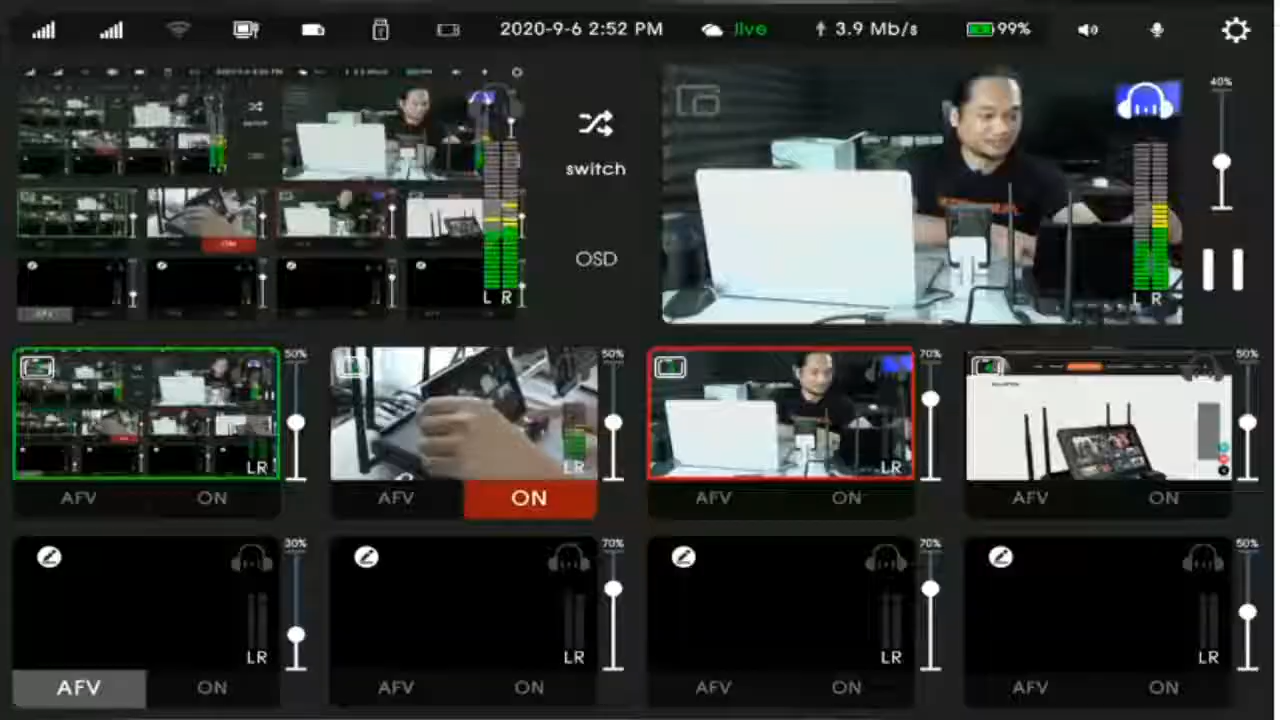 2020-9-6 2:52 PM live 3.9 Mb/s 99%
40%
switch
OSD
L R
L R
50% 50% 70% 50%
LR LR LR
AFV ON AFV ON AFV ON AFV ON
30% 70% 70% 50%
LR LR LR LR
AFV ON AFV ON AFV ON AFV ON